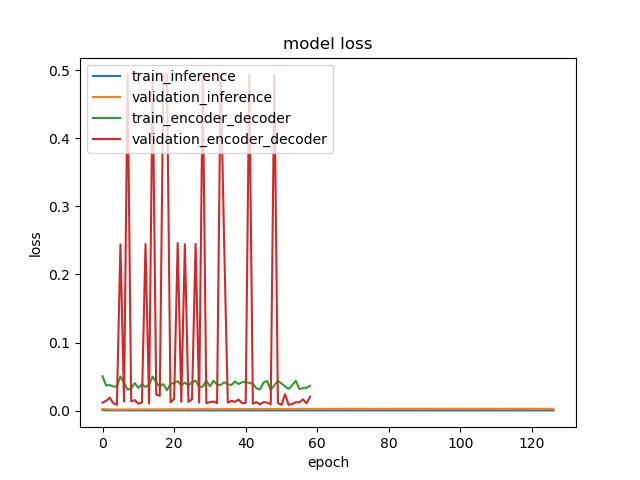 model loss
train_inference
validation_inference
train_encoder_decoder
validation_encoder_decoder
0.5
0.4
0.3
0.2
0.1
0.0
loss
0 20 40 60 80 100 120
epoch